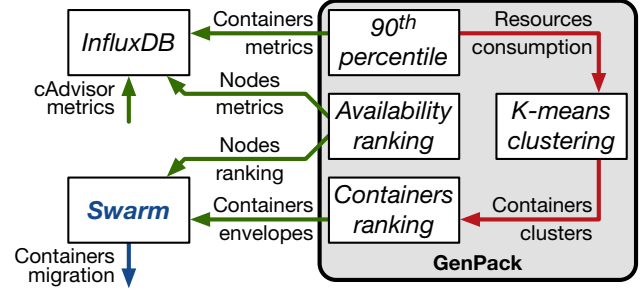 InfluxDB
Containers
metrics
90th
percentile
Resources
consumption
cAdvisor
metrics
Nodes
metrics
Availability
ranking
K-means
clustering
Nodes
ranking
Swarm
Containers
envelopes
Containers
ranking
Containers
clusters
Containers
migration
GenPack